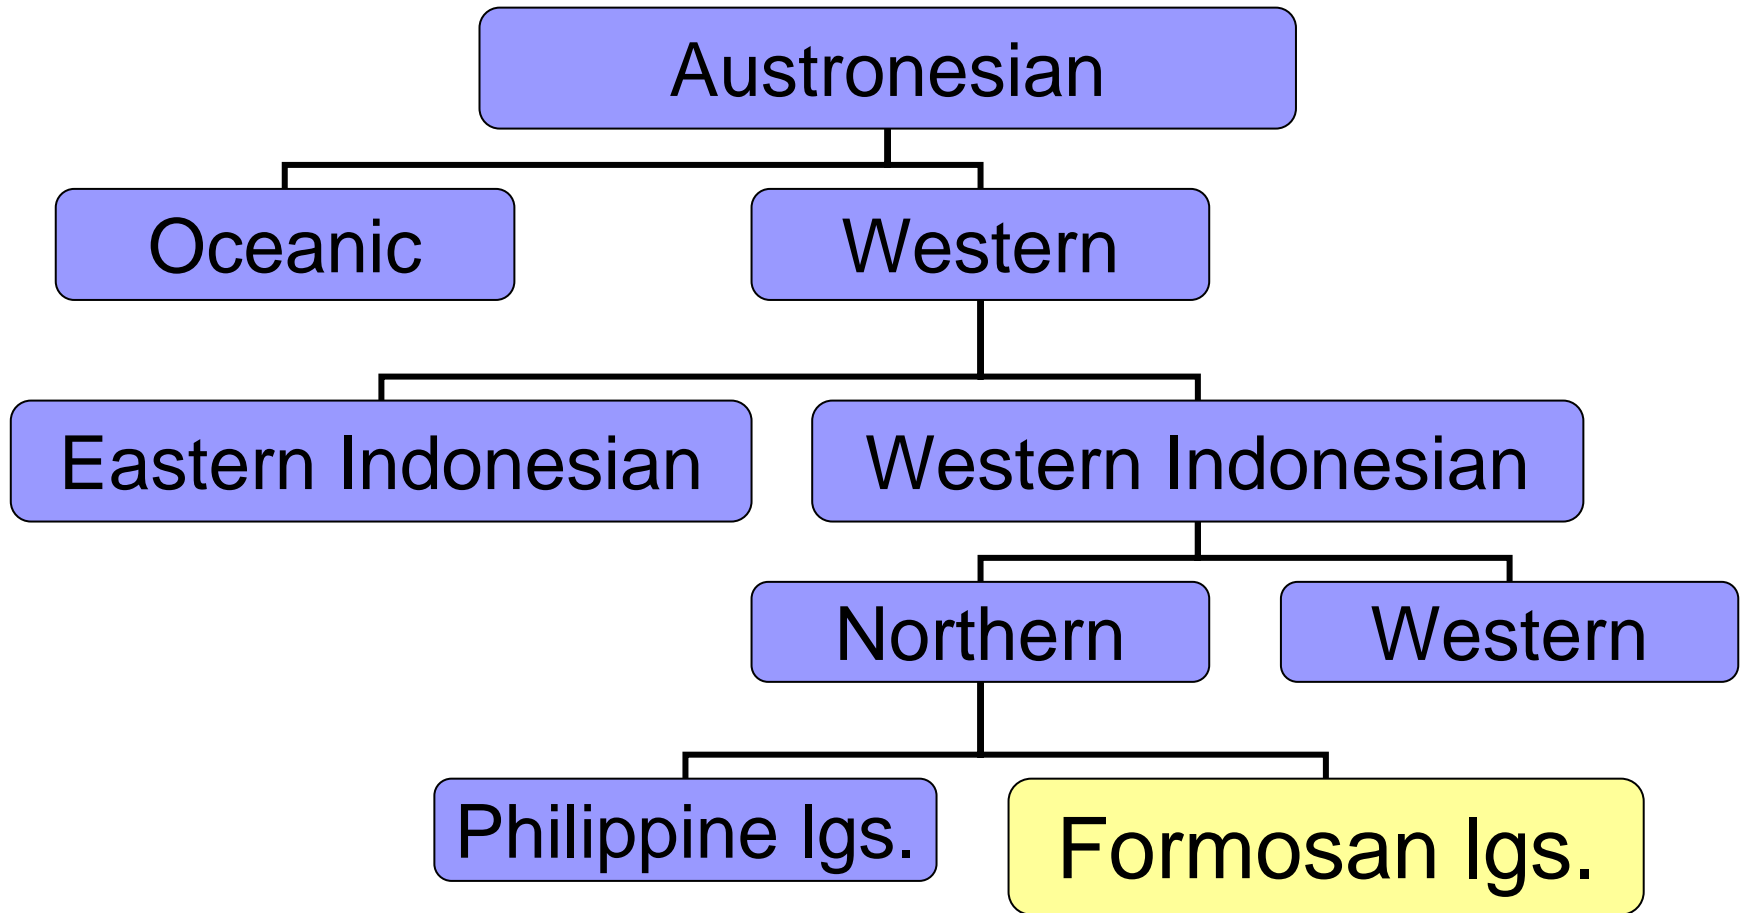 Austronesian
Oceanic
Western
Eastern Indonesian
Western Indonesian
Northern
Western
Philippine lgs.
Formosan lgs.